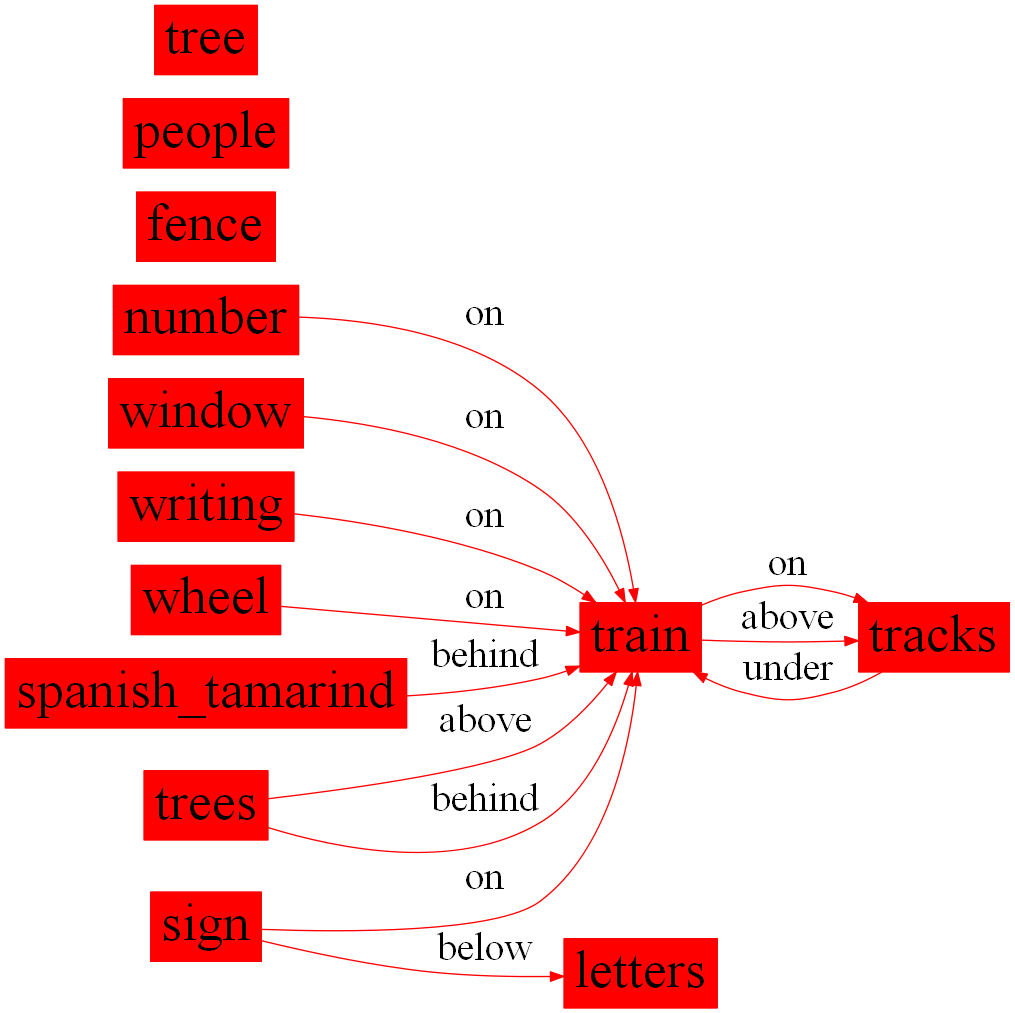 tree
people
fence
number
on
window
on
writing
on
on
wheel
on
above
train
tracks
behind
under
spanish_tamarind
above
trees
behind
on
sign
below
letters